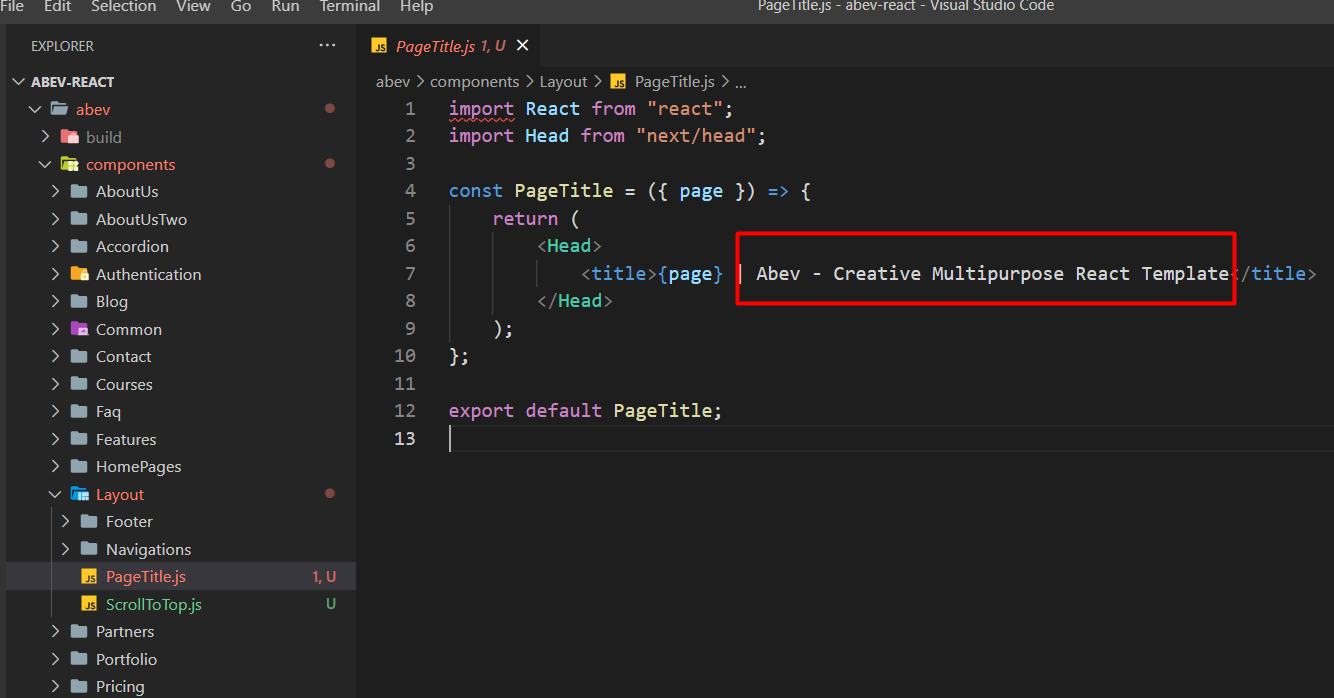 File Edit Selection View Go Run Terminal Help PageTitle.js - abev-react - Visual Studio Code
EXPLORER ...
ABEV-REACT
abev
build
components
AboutUs
AboutUsTwo
Accordion
Authentication
Blog
Common
Contact
Courses
Faq
Features
HomePages
Layout
Footer
Navigations
PageTitle.js 1, U
ScrollToTop.js U
Partners
Portfolio
Pricing
JS PageTitle.js 1, U
abev > components > Layout > JS PageTitle.js > ...
1 import React from "react";
2 import Head from "next/head";
3
4 const PageTitle = ({ page }) => {
5 return (
6 <Head>
7 <title>{page} | Abev - Creative Multipurpose React Template</title>
8 </Head>
9 );
10 };
11
12 export default PageTitle;
13